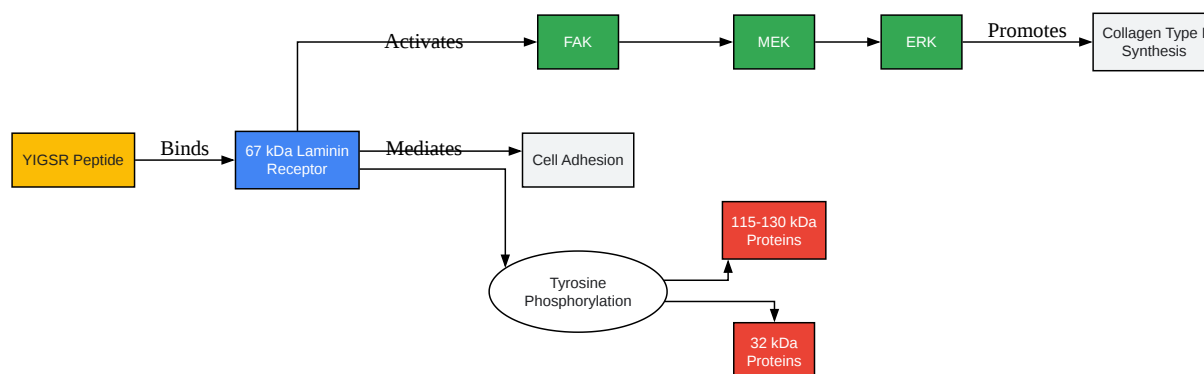 Activates
FAK
MEK
ERK
Promotes
Collagen Type I
Synthesis
YIGSR Peptide
Binds
67 kDa Laminin
Receptor
Mediates
Cell Adhesion
115-130 kDa
Proteins
Tyrosine
Phosphorylation
32 kDa
Proteins